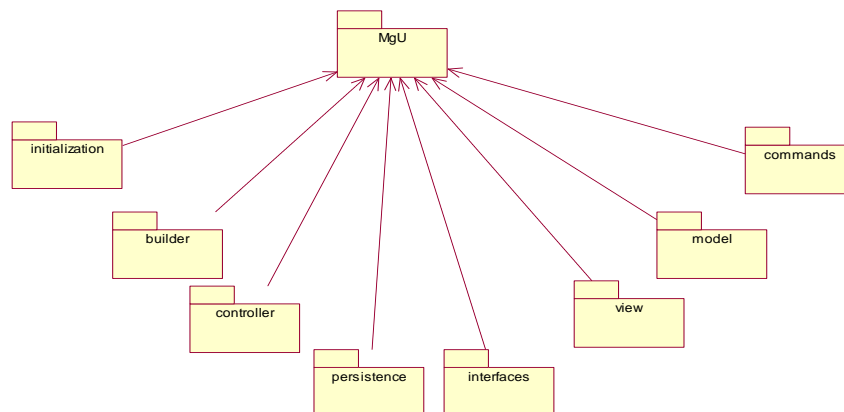 MgU
initialization
commands
builder
model
controller
view
persistence
interfaces